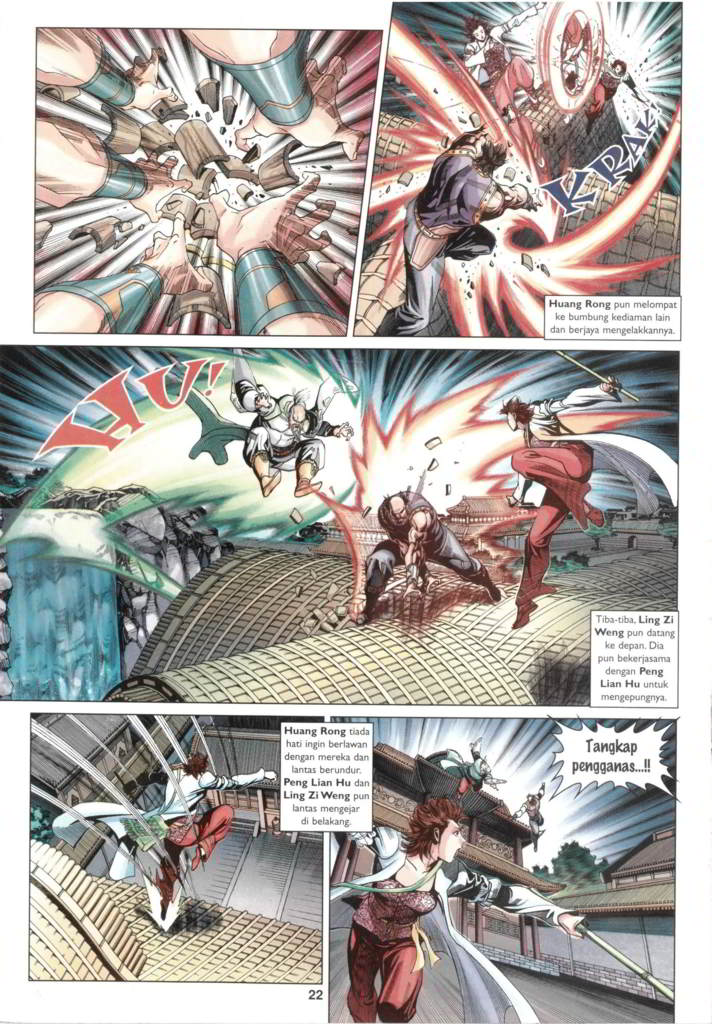 KRAK
Huang Rong pun melompat
ke bumbung kediaman lain
dan berjaya mengelakkannya.
HU!
Tiba-tiba, Ling Zi
Weng pun datang
ke depan. Dia
pun bekerjasama
dengan Peng
Lian Hu untuk
mengepungnya.
Huang Rong tiada
hati ingin berlawan
dengan mereka dan
lantas berundur.
Peng Lian Hu dan
Ling Zi Weng pun
lantas mengejar
di belakang.
Tangkap
pengganas...!!
22